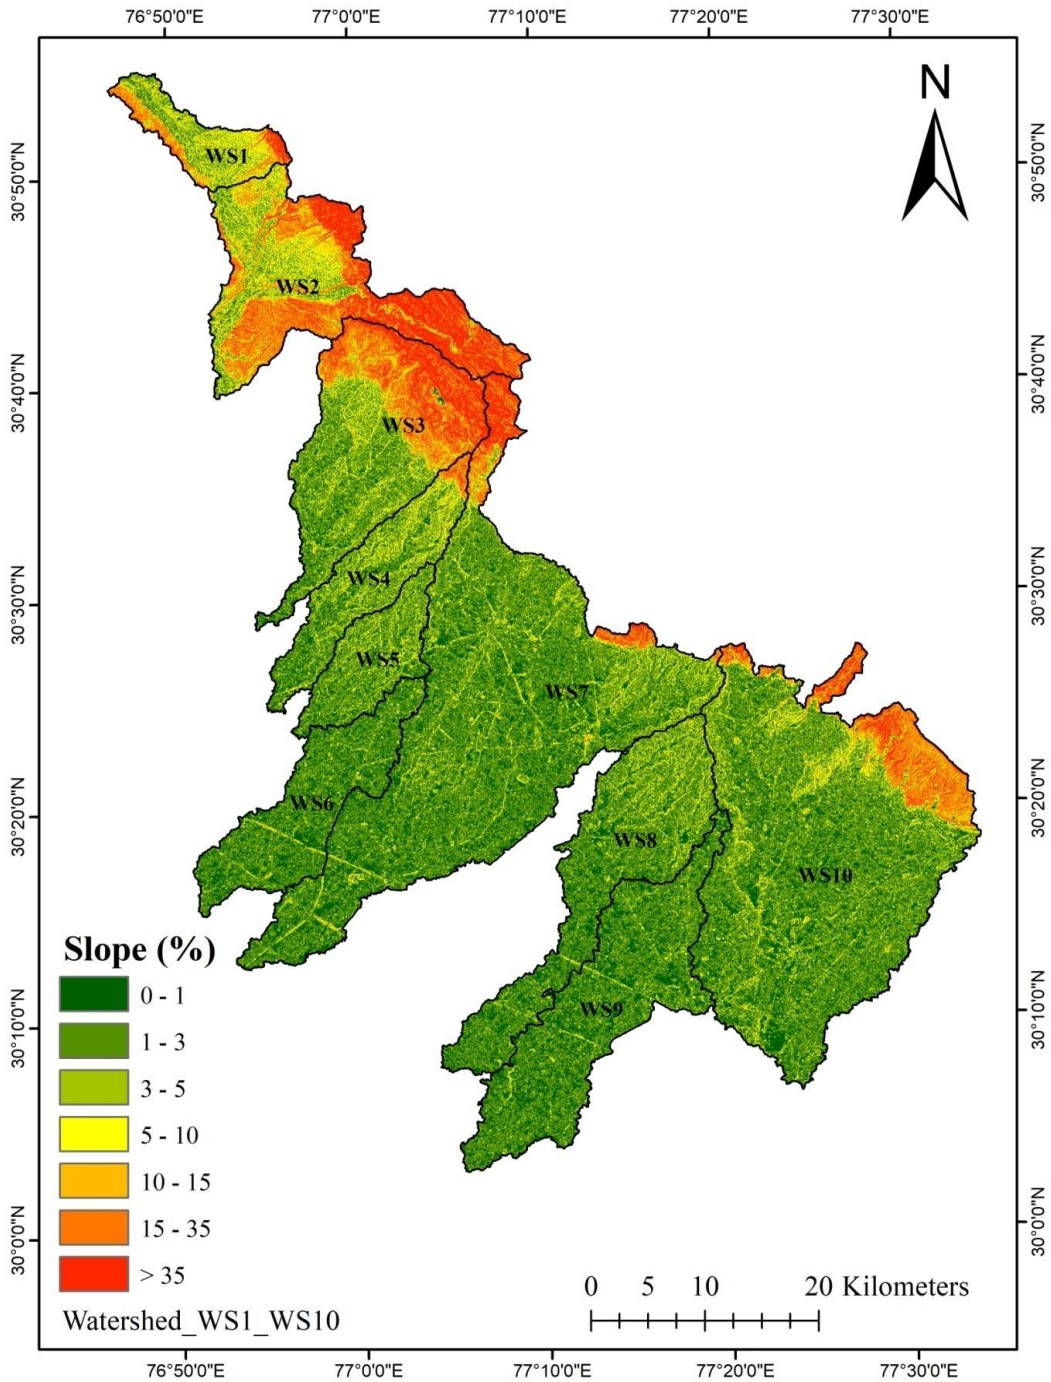 76°50'0"E 77°0'0"E 77°10'0"E 77°20'0"E 77°30'0"E
N
30°50'0"N 30°50'0"N
WS1
WS2
30°40'0"N 30°40'0"N
WS3
WS4
30°30'0"N 30°30'0"N
WS5
WS7
WS6
30°20'0"N 30°20'0"N
WS8
WS10
Slope (%)
0 - 1
WS9
30°10'0"N 30°10'0"N
1 - 3
3 - 5
5 - 10
10 - 15
15 - 35
30°0'0"N 30°0'0"N
> 35
0 5 10 20 Kilometers
Watershed_WS1_WS10
76°50'0"E 77°0'0"E 77°10'0"E 77°20'0"E 77°30'0"E